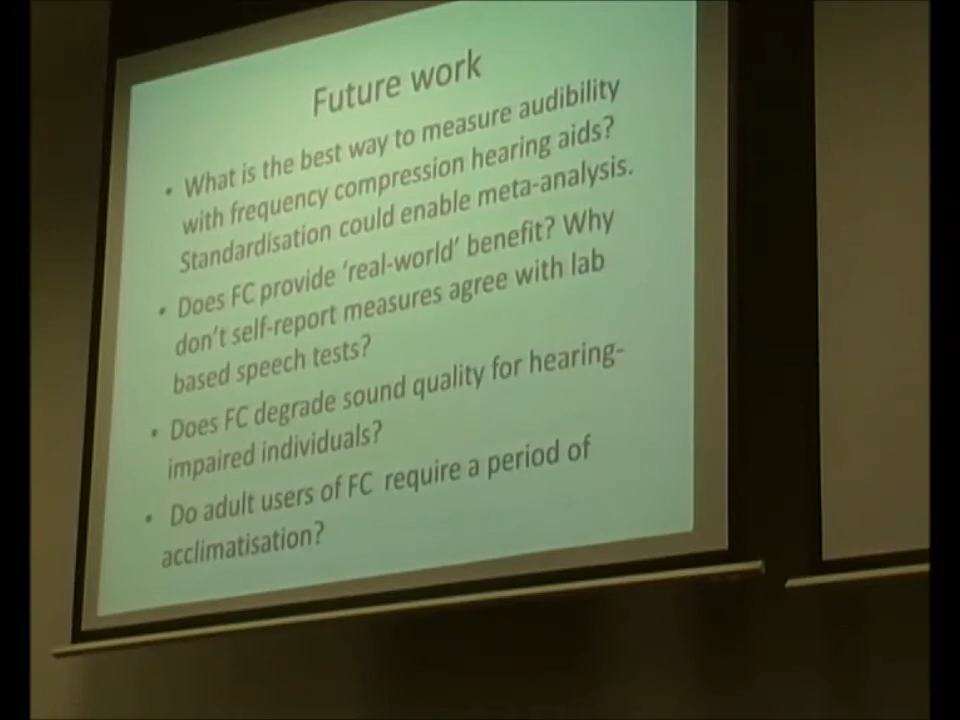 Future work
• What is the best way to measure audibility
with frequency compression hearing aids?
Standardisation could enable meta-analysis.
• Does FC provide ‘real-world’ benefit? Why
don’t self-report measures agree with lab
based speech tests?
• Does FC degrade sound quality for hearing-
impaired individuals?
• Do adult users of FC require a period of
acclimatisation?